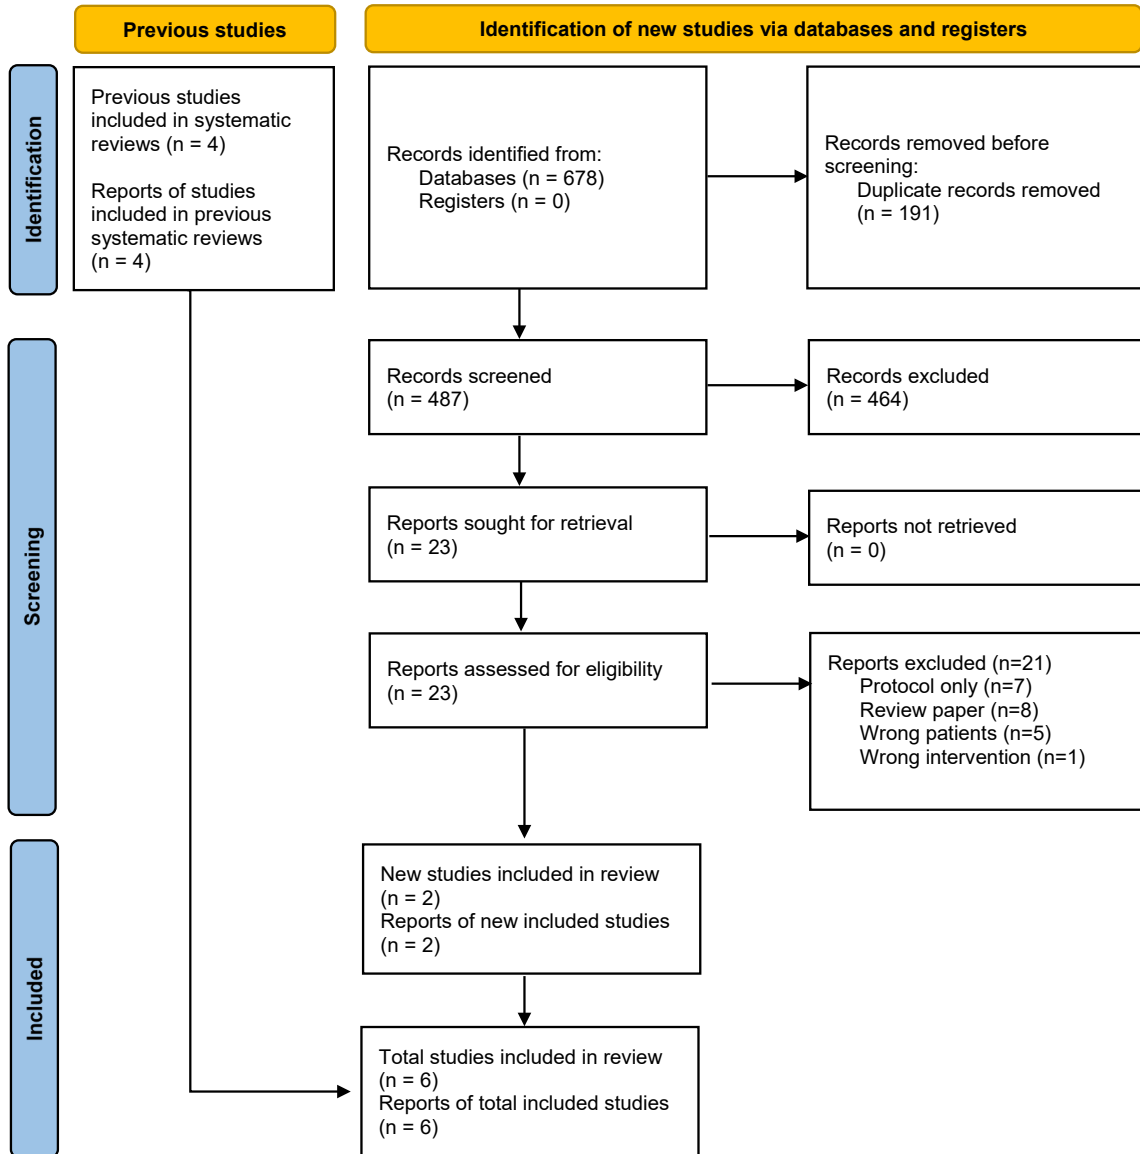 Previous studies
Identification of new studies via databases and registers
Identification
Previous studies
included in systematic
reviews (n = 4)
Reports of studies
included in previous
systematic reviews
(n = 4)
Records identified from:
Databases (n = 678)
Registers (n = 0)
Records removed before
screening:
Duplicate records removed
(n = 191)
Screening
Records screened
(n = 487)
Records excluded
(n = 464)
Reports sought for retrieval
(n = 23)
Reports not retrieved
(n = 0)
Reports assessed for eligibility
(n = 23)
Reports excluded (n=21)
Protocol only (n=7)
Review paper (n=8)
Wrong patients (n=5)
Wrong intervention (n=1)
Included
New studies included in review
(n = 2)
Reports of new included studies
(n = 2)
Total studies included in review
(n = 6)
Reports of total included studies
(n = 6)